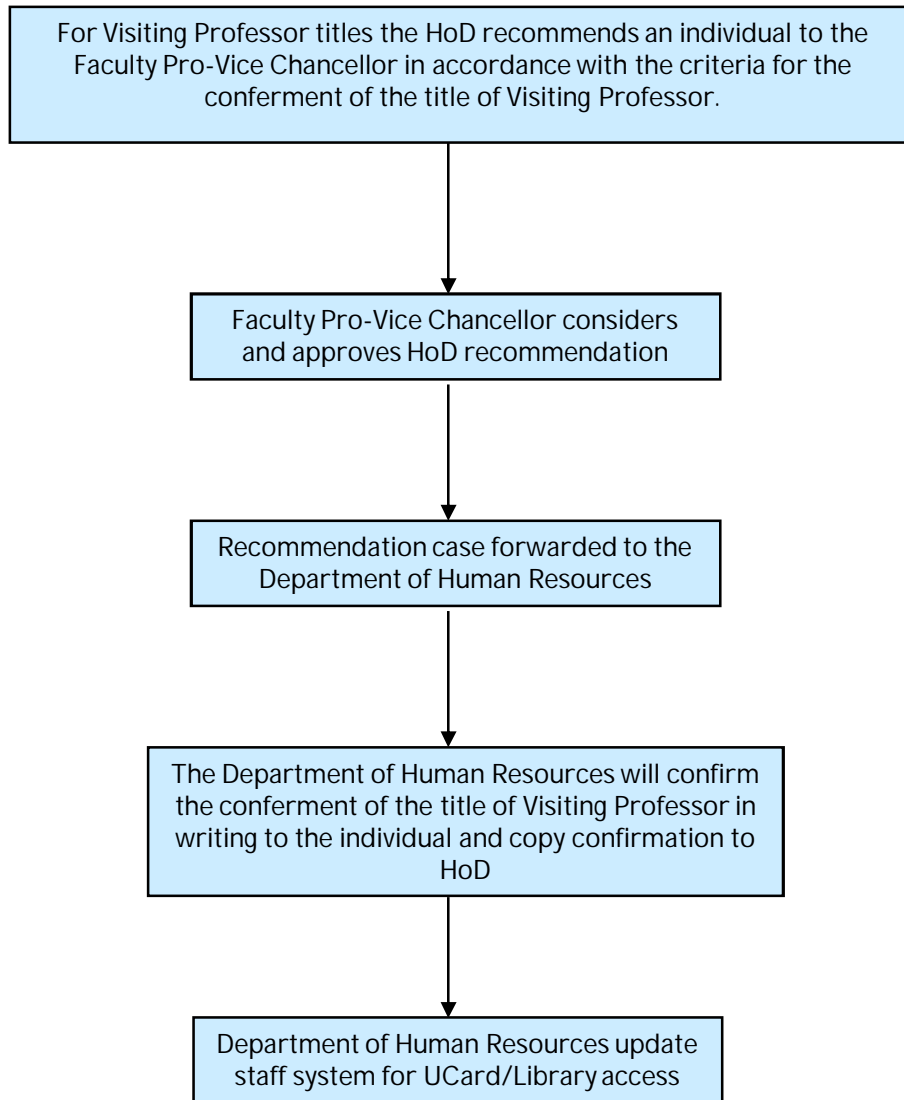 For Visiting Professor titles the HoD recommends an individual to the
Faculty Pro-Vice Chancellor in accordance with the criteria for the
conferment of the title of Visiting Professor.
Faculty Pro-Vice Chancellor considers
and approves HoD recommendation
Recommendation case forwarded to the
Department of Human Resources
The Department of Human Resources will confirm
the conferment of the title of Visiting Professor in
writing to the individual and copy confirmation to
HoD
Department of Human Resources update
staff system for UCard/Library access